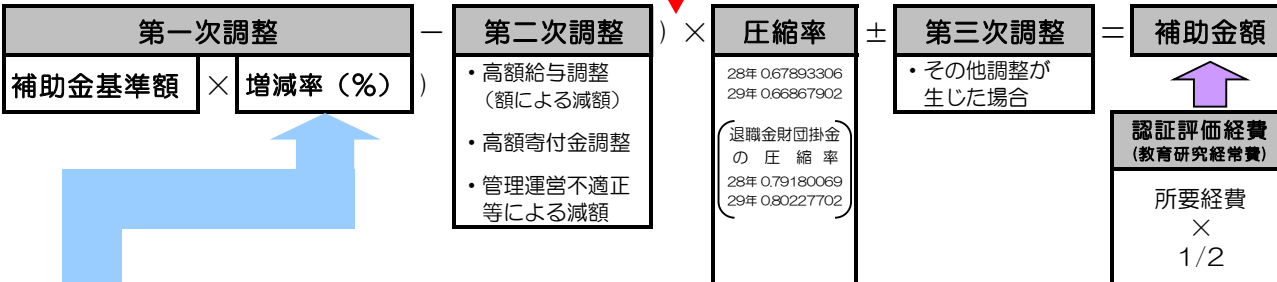 第一次調整
補助金基準額 × 増減率（%） )
－
第二次調整
・高額給与調整
（額による減額）
・高額寄付金調整
・管理運営不適正
等による減額
) ×
圧縮率
28年 0.67893306
29年 0.66867902
退職金財団掛金
の圧縮率
28年 0.79180069
29年 0.80227702
±
第三次調整
・その他調整が
生じた場合
＝
補助金額
認証評価経費
(教育研究経常費)
所要経費
×
1/2